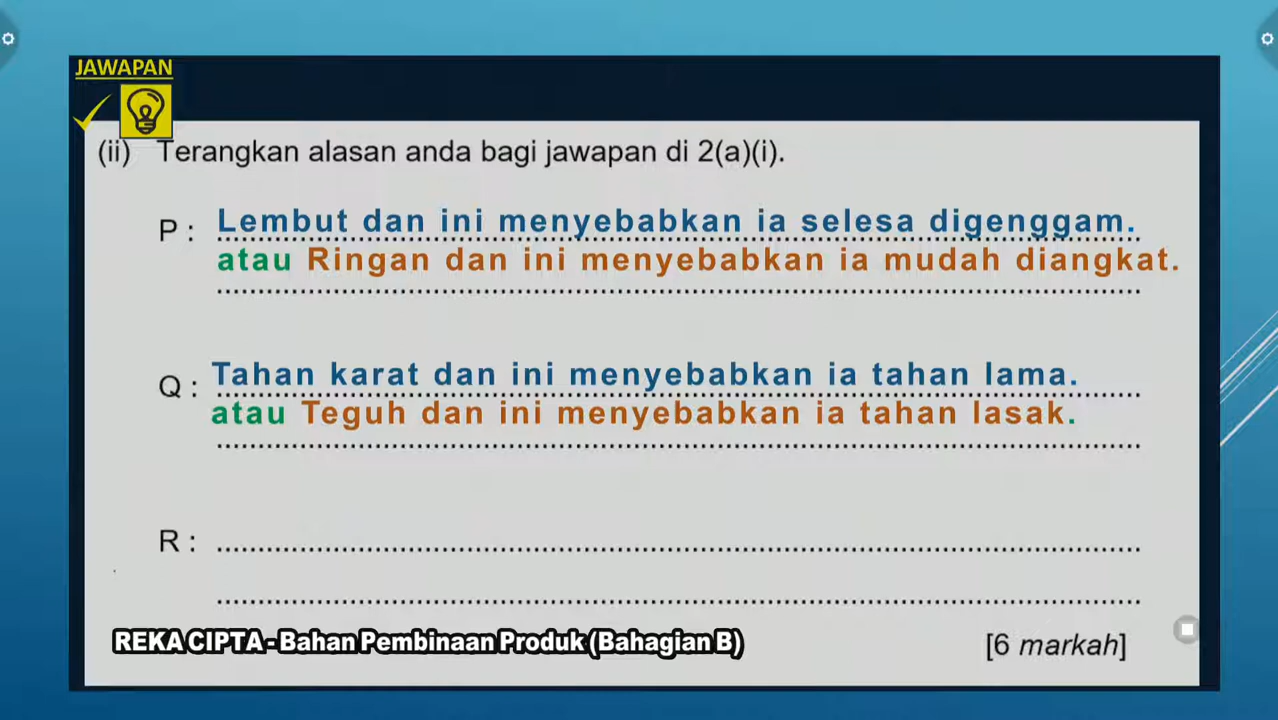 JAWAPAN
(ii) Terangkan alasan anda bagi jawapan di 2(a)(i).
P : Lembut dan ini menyebabkan ia selesa digenggam.
atau Ringan dan ini menyebabkan ia mudah diangkat.
Q : Tahan karat dan ini menyebabkan ia tahan lama.
atau Teguh dan ini menyebabkan ia tahan lasak.
R :
REKA CIPTA - Bahan Pembinaan Produk (Bahagian B)
[6 markah]